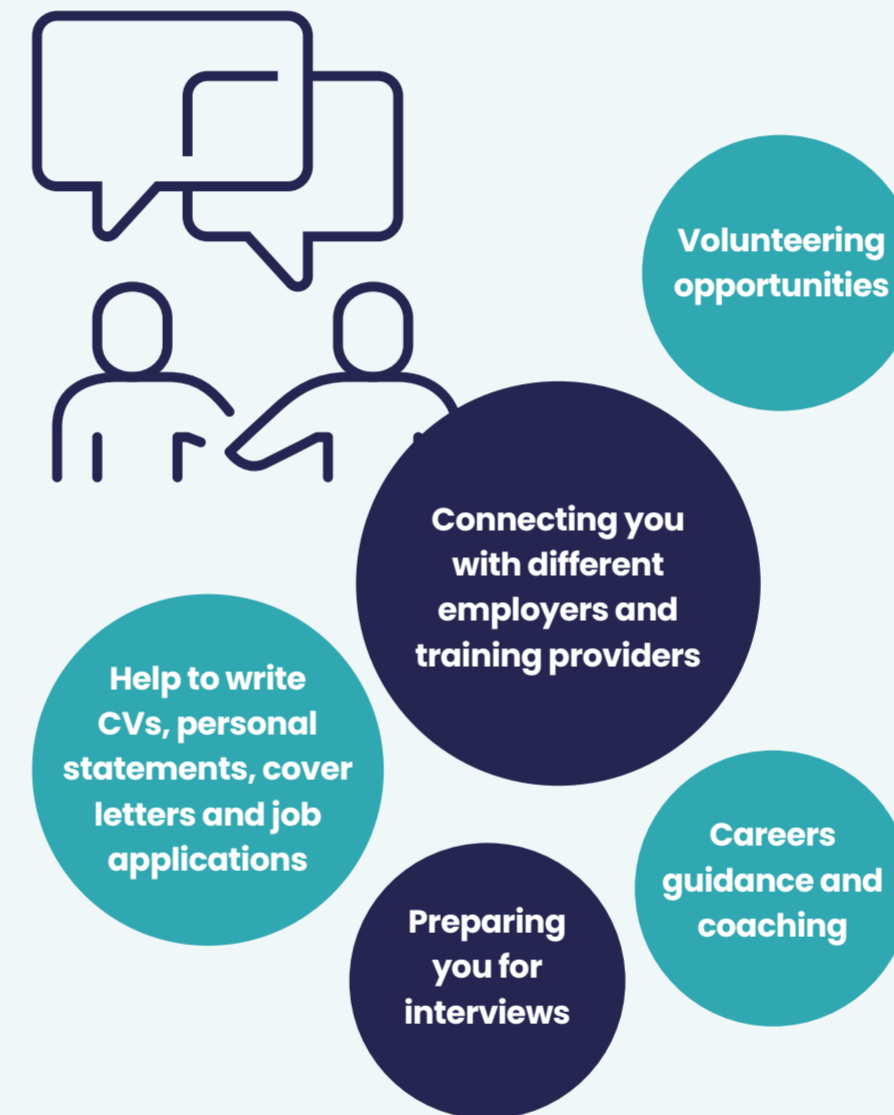 Volunteering
opportunities
Connecting you
with different
employers and
training providers
Help to write
CVs, personal
statements, cover
letters and job
applications
Careers
guidance and
coaching
Preparing
you for
interviews